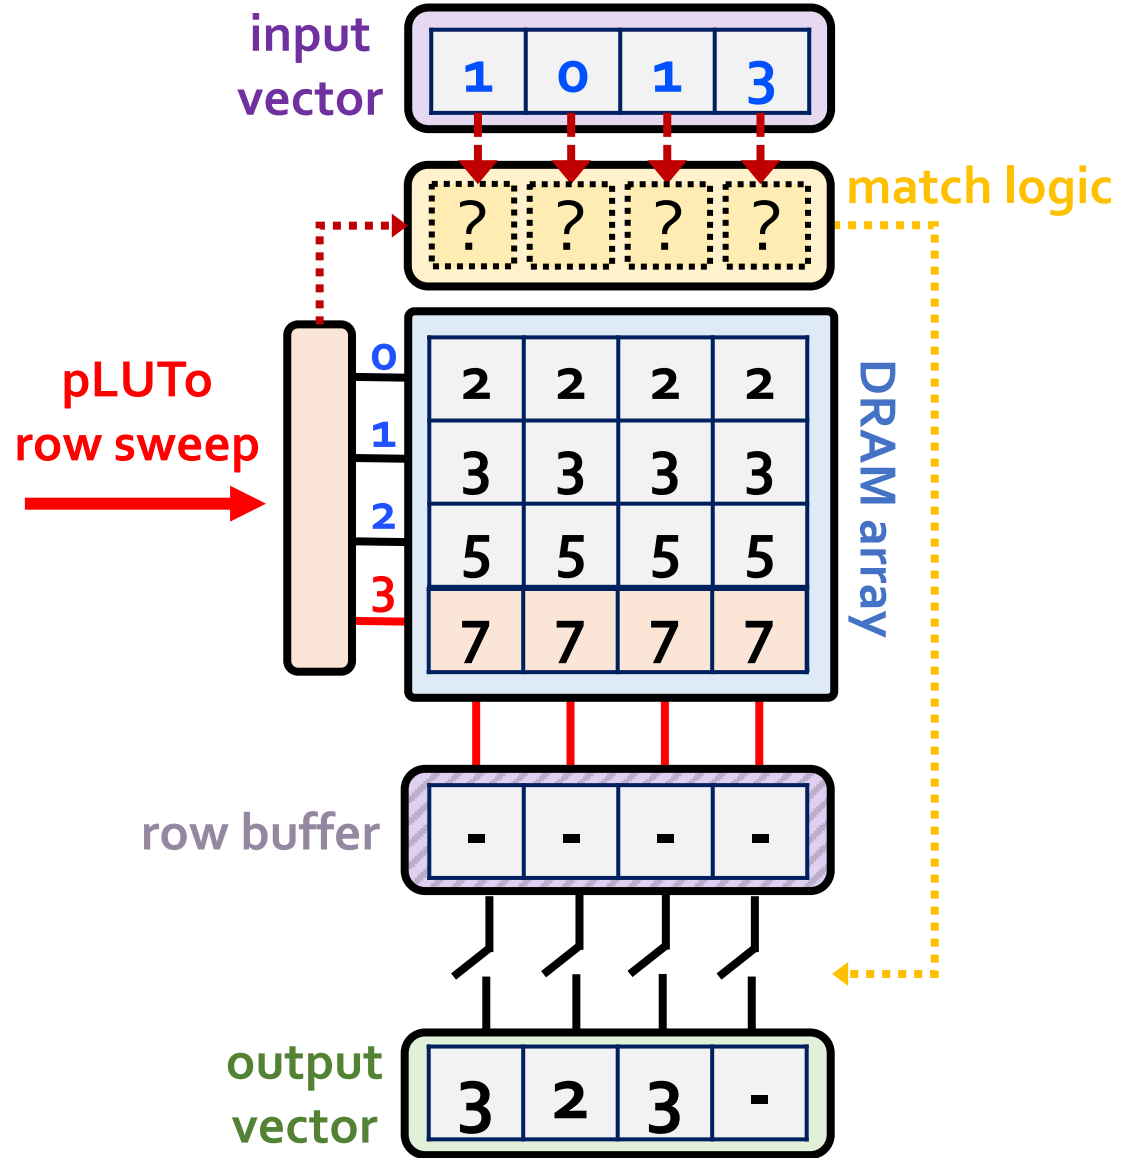 input
vector
1 0 1 3
match logic
? ? ? ?
pLUTo
row sweep
0
2 2 2 2
1
3 3 3 3
2
5 5 5 5
3
7 7 7 7
DRAM array
row buffer
- - - -
output
vector
3 2 3 -